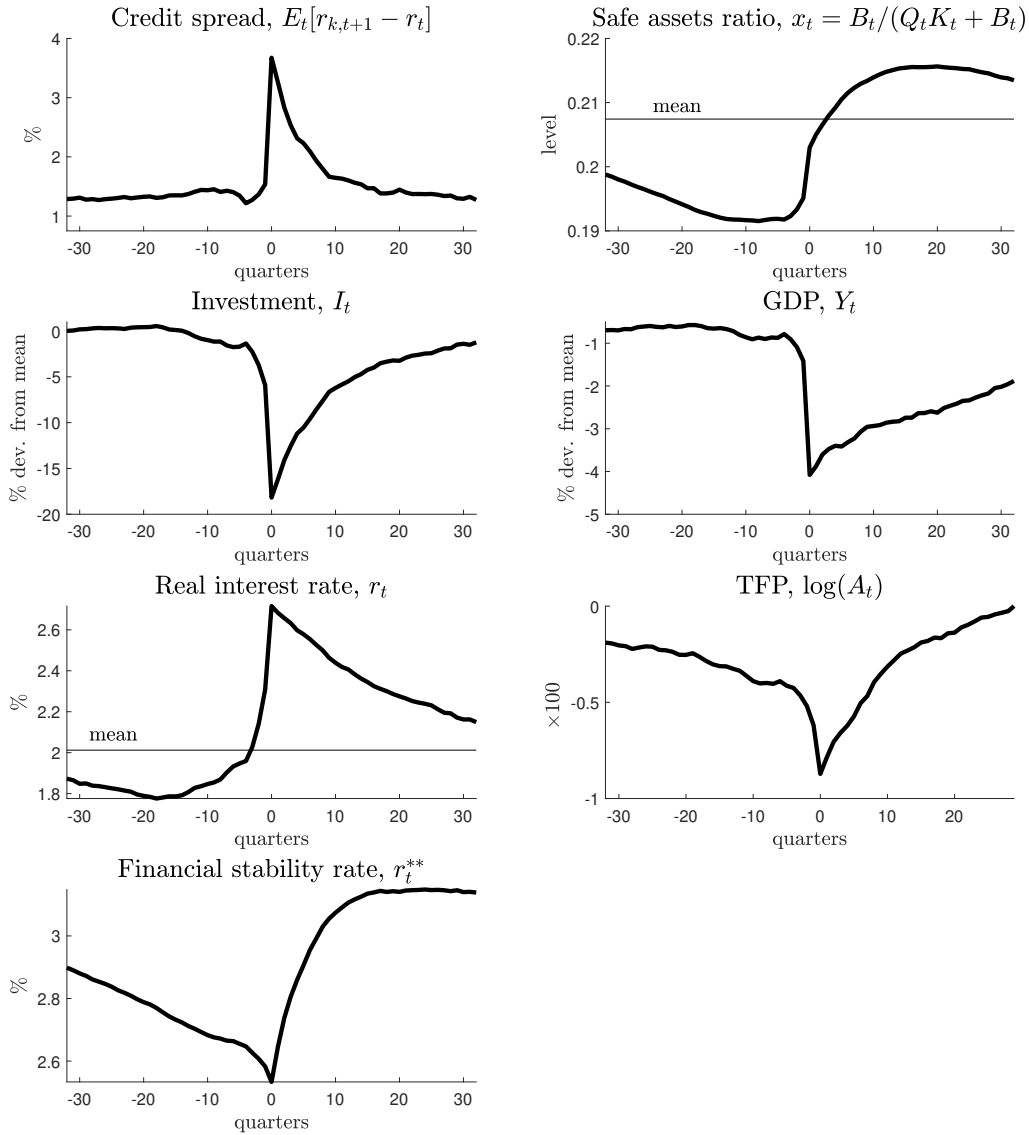 Credit spread, $E_t[r_{k,t+1} - r_t]$
4
3
2
1
%
-30 -20 -10 0 10 20 30
quarters
Safe assets ratio, $x_t = B_t/(Q_tK_t + B_t)$
0.22
0.21
0.2
0.19
level
mean
-30 -20 -10 0 10 20 30
quarters
Investment, $I_t$
0
-5
-10
-15
-20
% dev. from mean
-30 -20 -10 0 10 20 30
quarters
GDP, $Y_t$
-1
-2
-3
-4
-5
% dev. from mean
-30 -20 -10 0 10 20 30
quarters
Real interest rate, $r_t$
2.6
2.4
2.2
2
1.8
%
mean
-30 -20 -10 0 10 20 30
quarters
TFP, $\log(A_t)$
0
-0.5
-1
×100
-30 -20 -10 0 10 20
quarters
Financial stability rate, $r_t^{**}$
3
2.8
2.6
%
-30 -20 -10 0 10 20 30
quarters